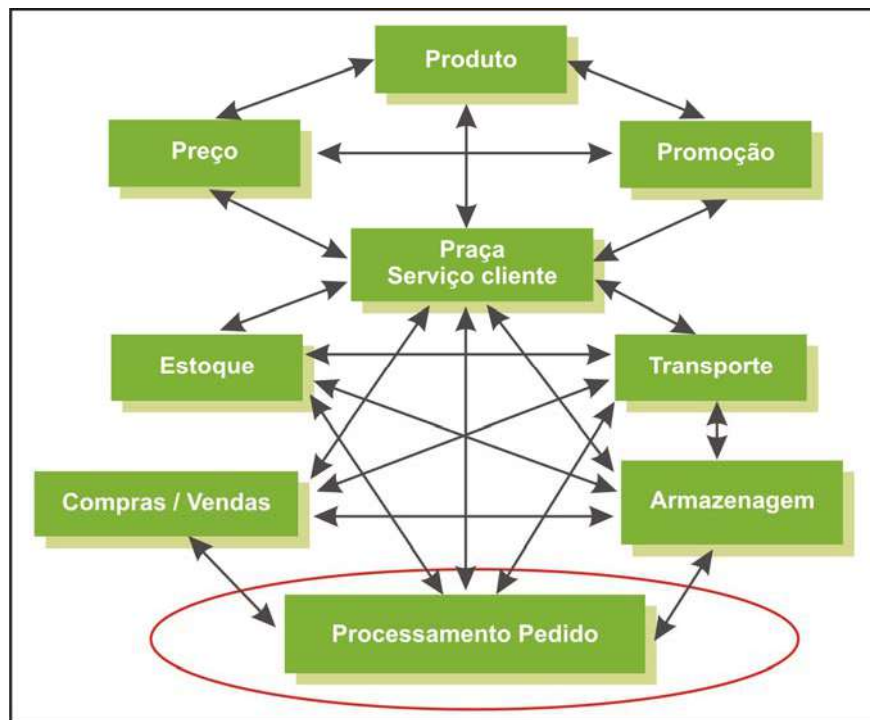 Produto
Preço
Promoção
Praça
Serviço cliente
Estoque
Transporte
Compras / Vendas
Armazenagem
Processamento Pedido